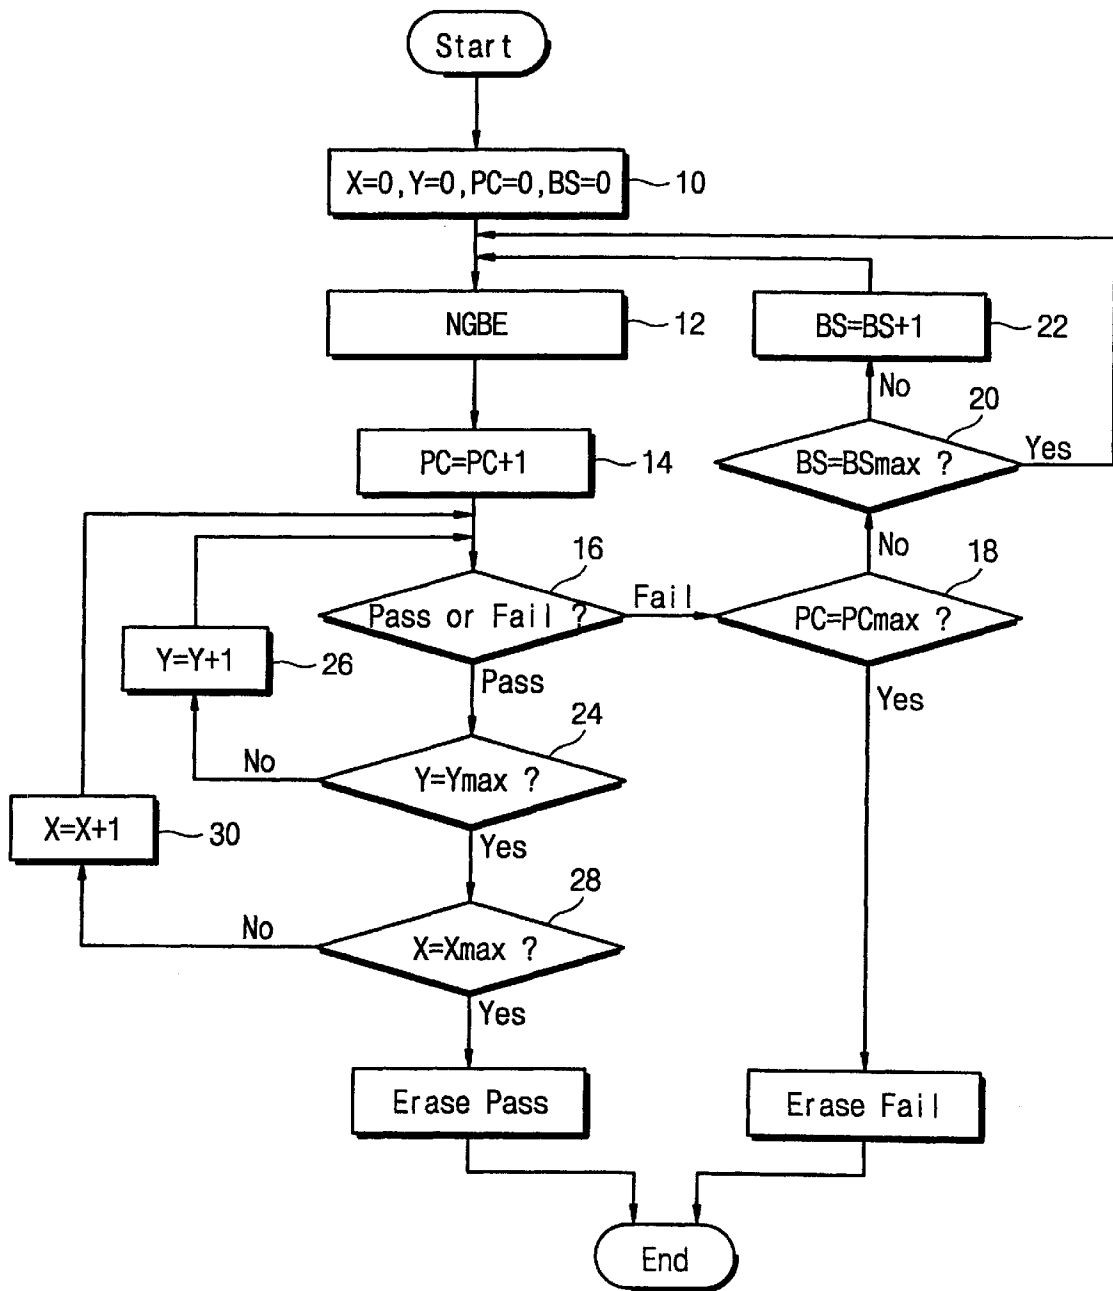 Start
X=0,Y=0,PC=0,BS=0
10
NGBE
12
BS=BS+1
22
No
20
PC=PC+1
14
BS=BSmax ?
Yes
No
16
18
Pass or Fail ?
Fail
PC=PCmax ?
Y=Y+1
26
Pass
Yes
24
No
Y=Ymax ?
X=X+1
30
Yes
28
No
X=Xmax ?
Yes
Erase Pass
Erase Fail
End